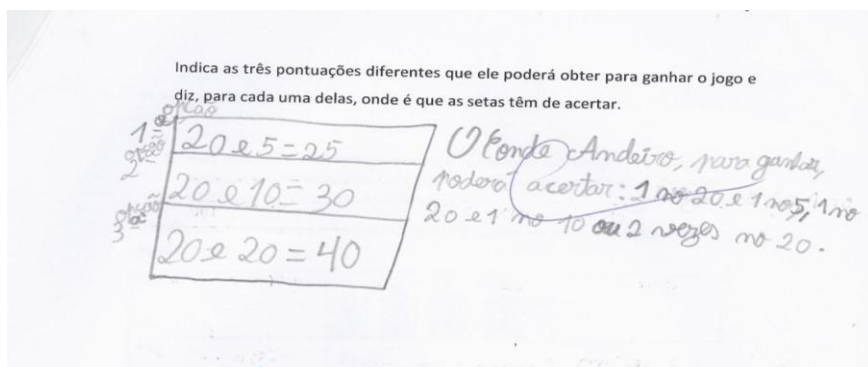 Indica as três pontuações diferentes que ele poderá obter para ganhar o jogo e
diz, para cada uma delas, onde é que as setas têm de acertar.
1ª opção
20 e 5 = 25
2ª opção
20 e 10 = 30
3ª opção
20 e 20 = 40
O Conde Andeiro, para ganhar,
poderá acertar: 1 no 20 e 1 no 5, 1 no
20 e 1 no 10 ou 2 vezes no 20.